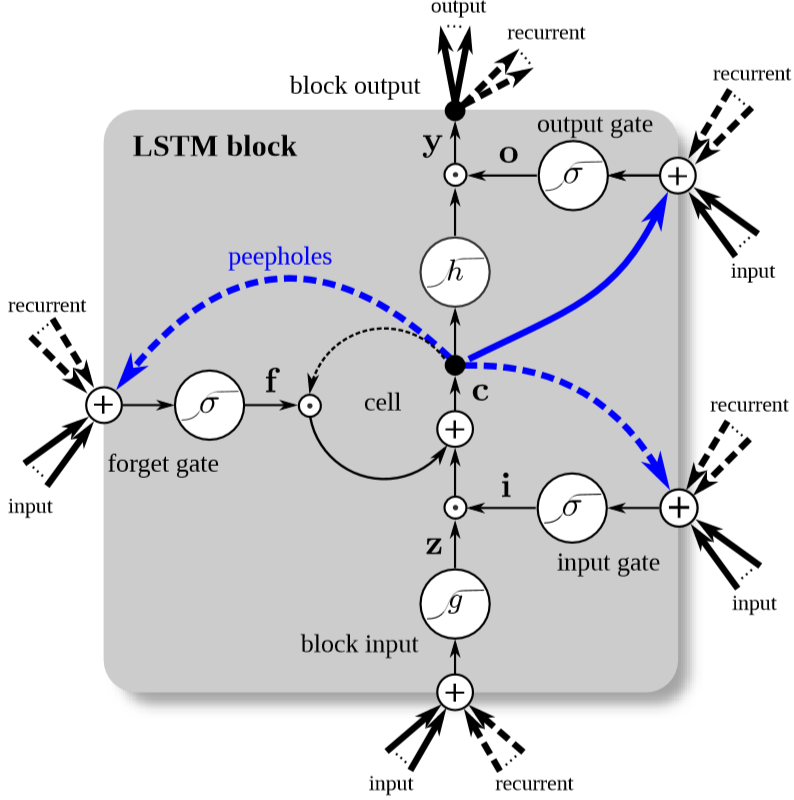 output
recurrent
block output
recurrent
LSTM block
y
o
output gate
σ
+
input
peepholes
h
recurrent
f
cell
c
+
σ
+
recurrent
forget gate
i
σ
+
input
z
input gate
g
input
block input
+
input
recurrent